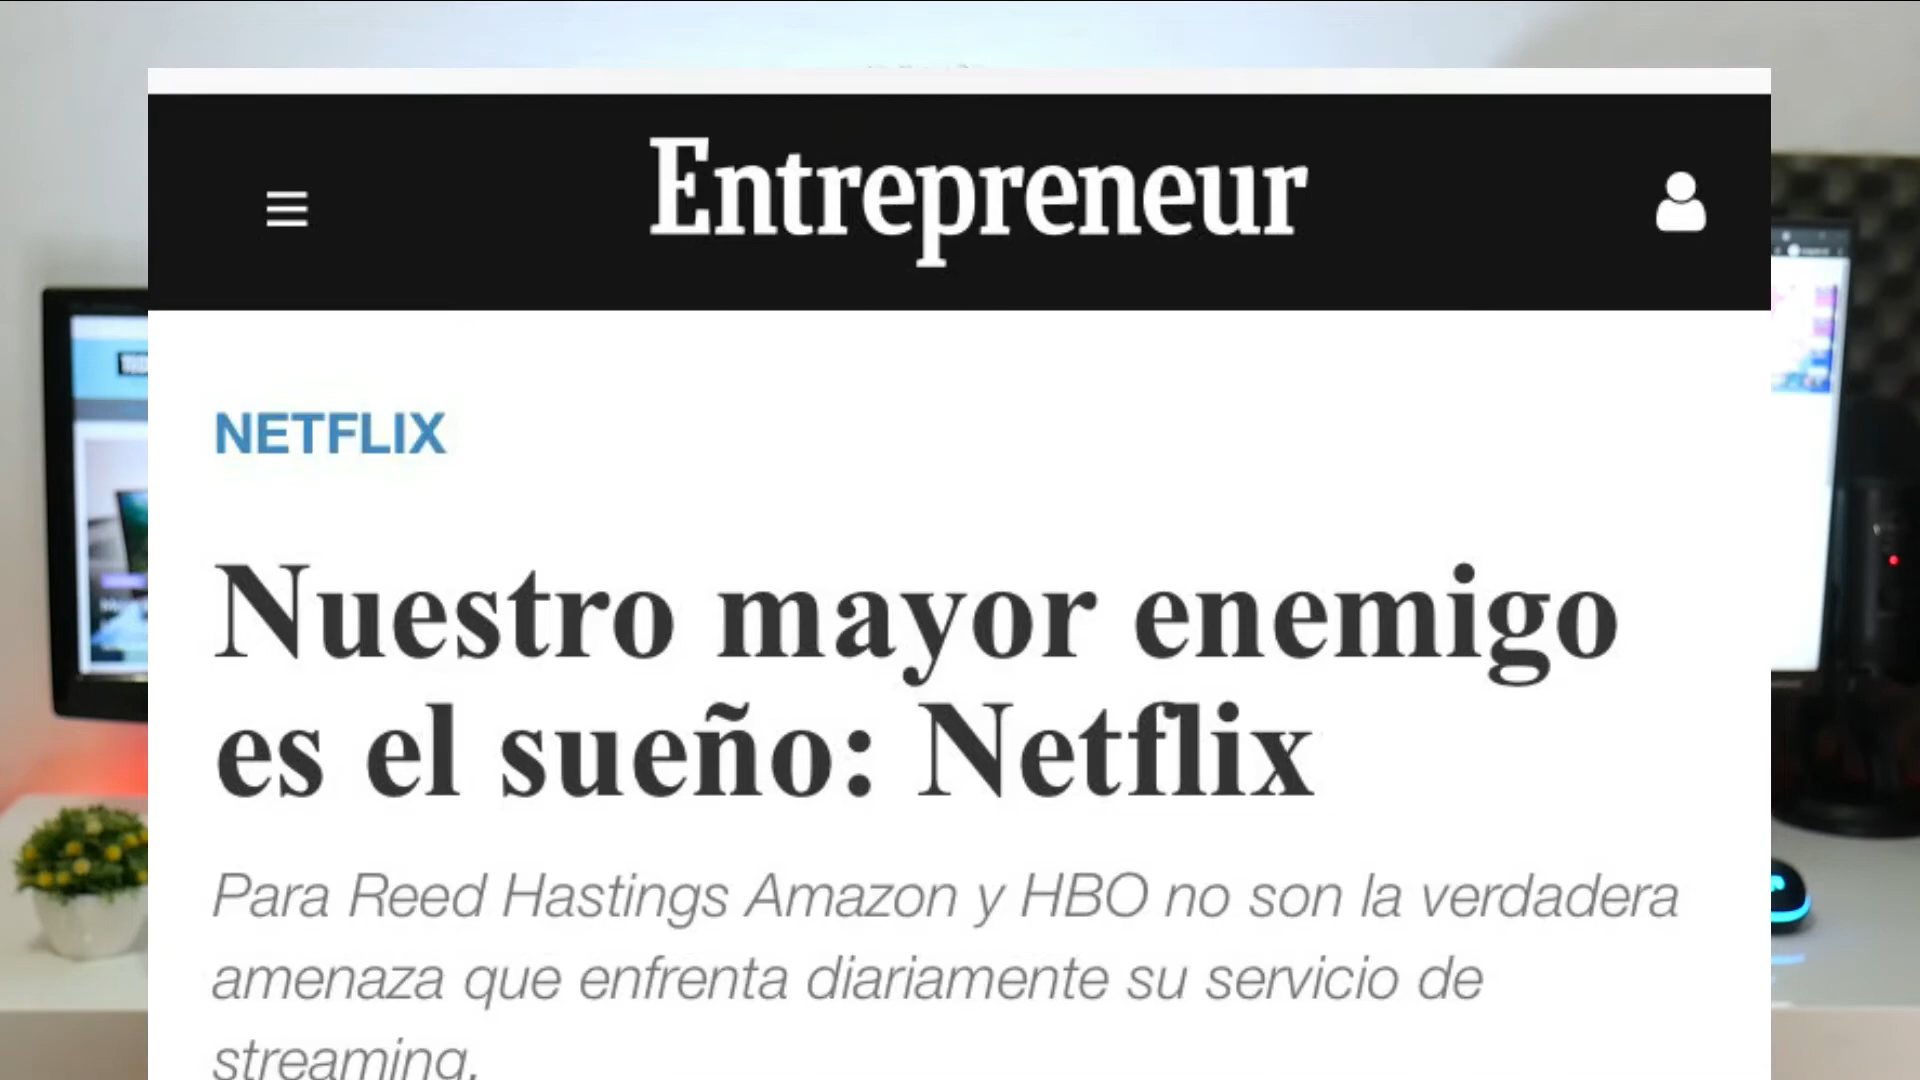 Entrepreneur
NETFLIX
Nuestro mayor enemigo
es el sueño: Netflix
Para Reed Hastings Amazon y HBO no son la verdadera
amenaza que enfrenta diariamente su servicio de
streaming.